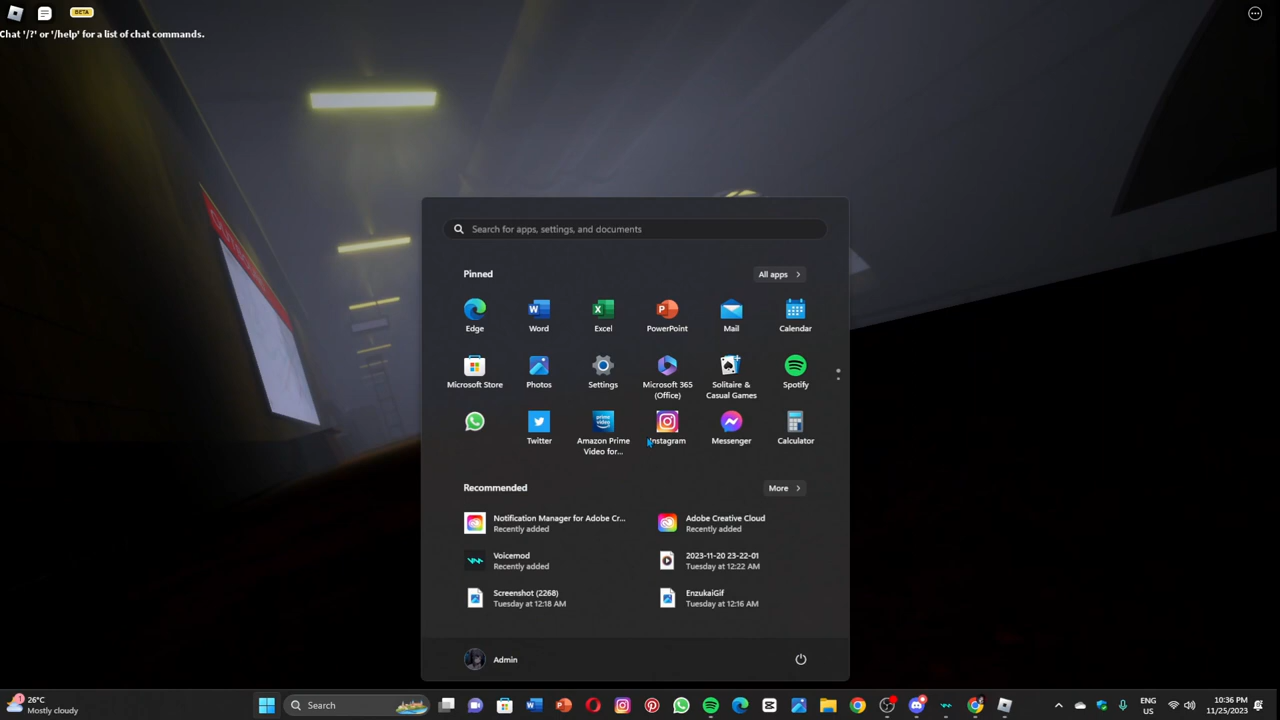 BETA
Chat '/?' or '/help' for a list of chat commands.
Search for apps, settings, and documents
Pinned
All apps
Edge
Word
Excel
PowerPoint
Mail
Calendar
Microsoft Store
Photos
Settings
Microsoft 365
(Office)
Solitaire &
Casual Games
Spotify
Twitter
Amazon Prime
Video for...
Instagram
Messenger
Calculator
Recommended
More
Notification Manager for Adobe Cr...
Recently added
Adobe Creative Cloud
Recently added
Voicemod
Recently added
2023-11-20 23-22-01
Tuesday at 12:22 AM
Screenshot (2268)
Tuesday at 12:18 AM
EnzukaiGif
Tuesday at 12:16 AM
Admin
1
26°C
Mostly cloudy
Search
ENG
US
10:36 PM
11/25/2023